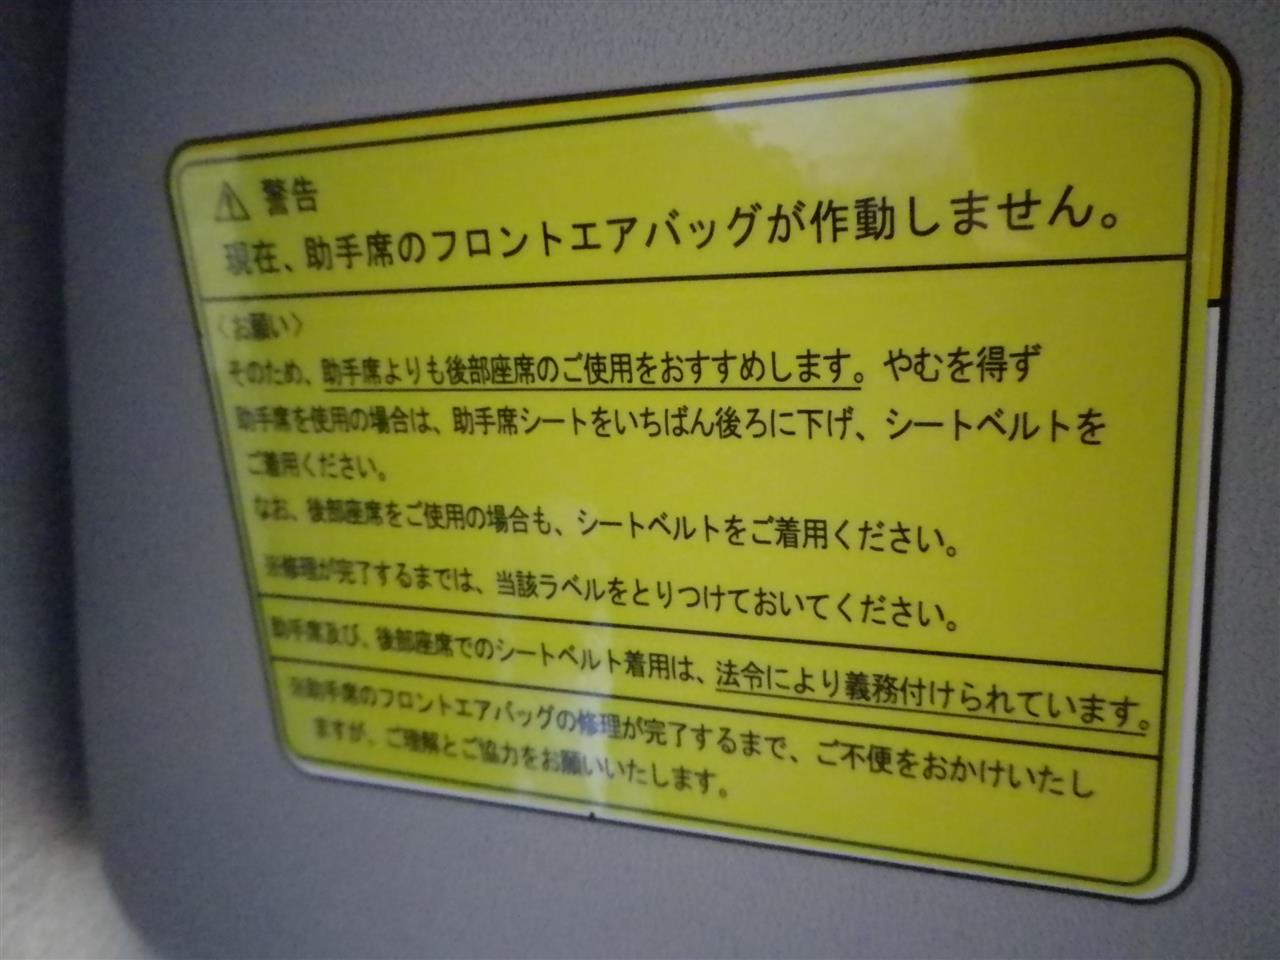 警告
現在、助手席のフロントエアバッグが作動しません。
〈お願い〉
そのため、助手席よりも後部座席のご使用をおすすめします。やむを得ず
助手席を使用の場合は、助手席シートをいちばん後ろに下げ、シートベルトを
ご着用ください。
なお、後部座席をご使用の場合も、シートベルトをご着用ください。
※修理が完了するまでは、当該ラベルをとりつけておいてください。
助手席及び、後部座席でのシートベルト着用は、法令により義務付けられています。
※助手席のフロントエアバッグの修理が完了するまで、ご不便をおかけいたし
ますが、ご理解とご協力をお願いいたします。